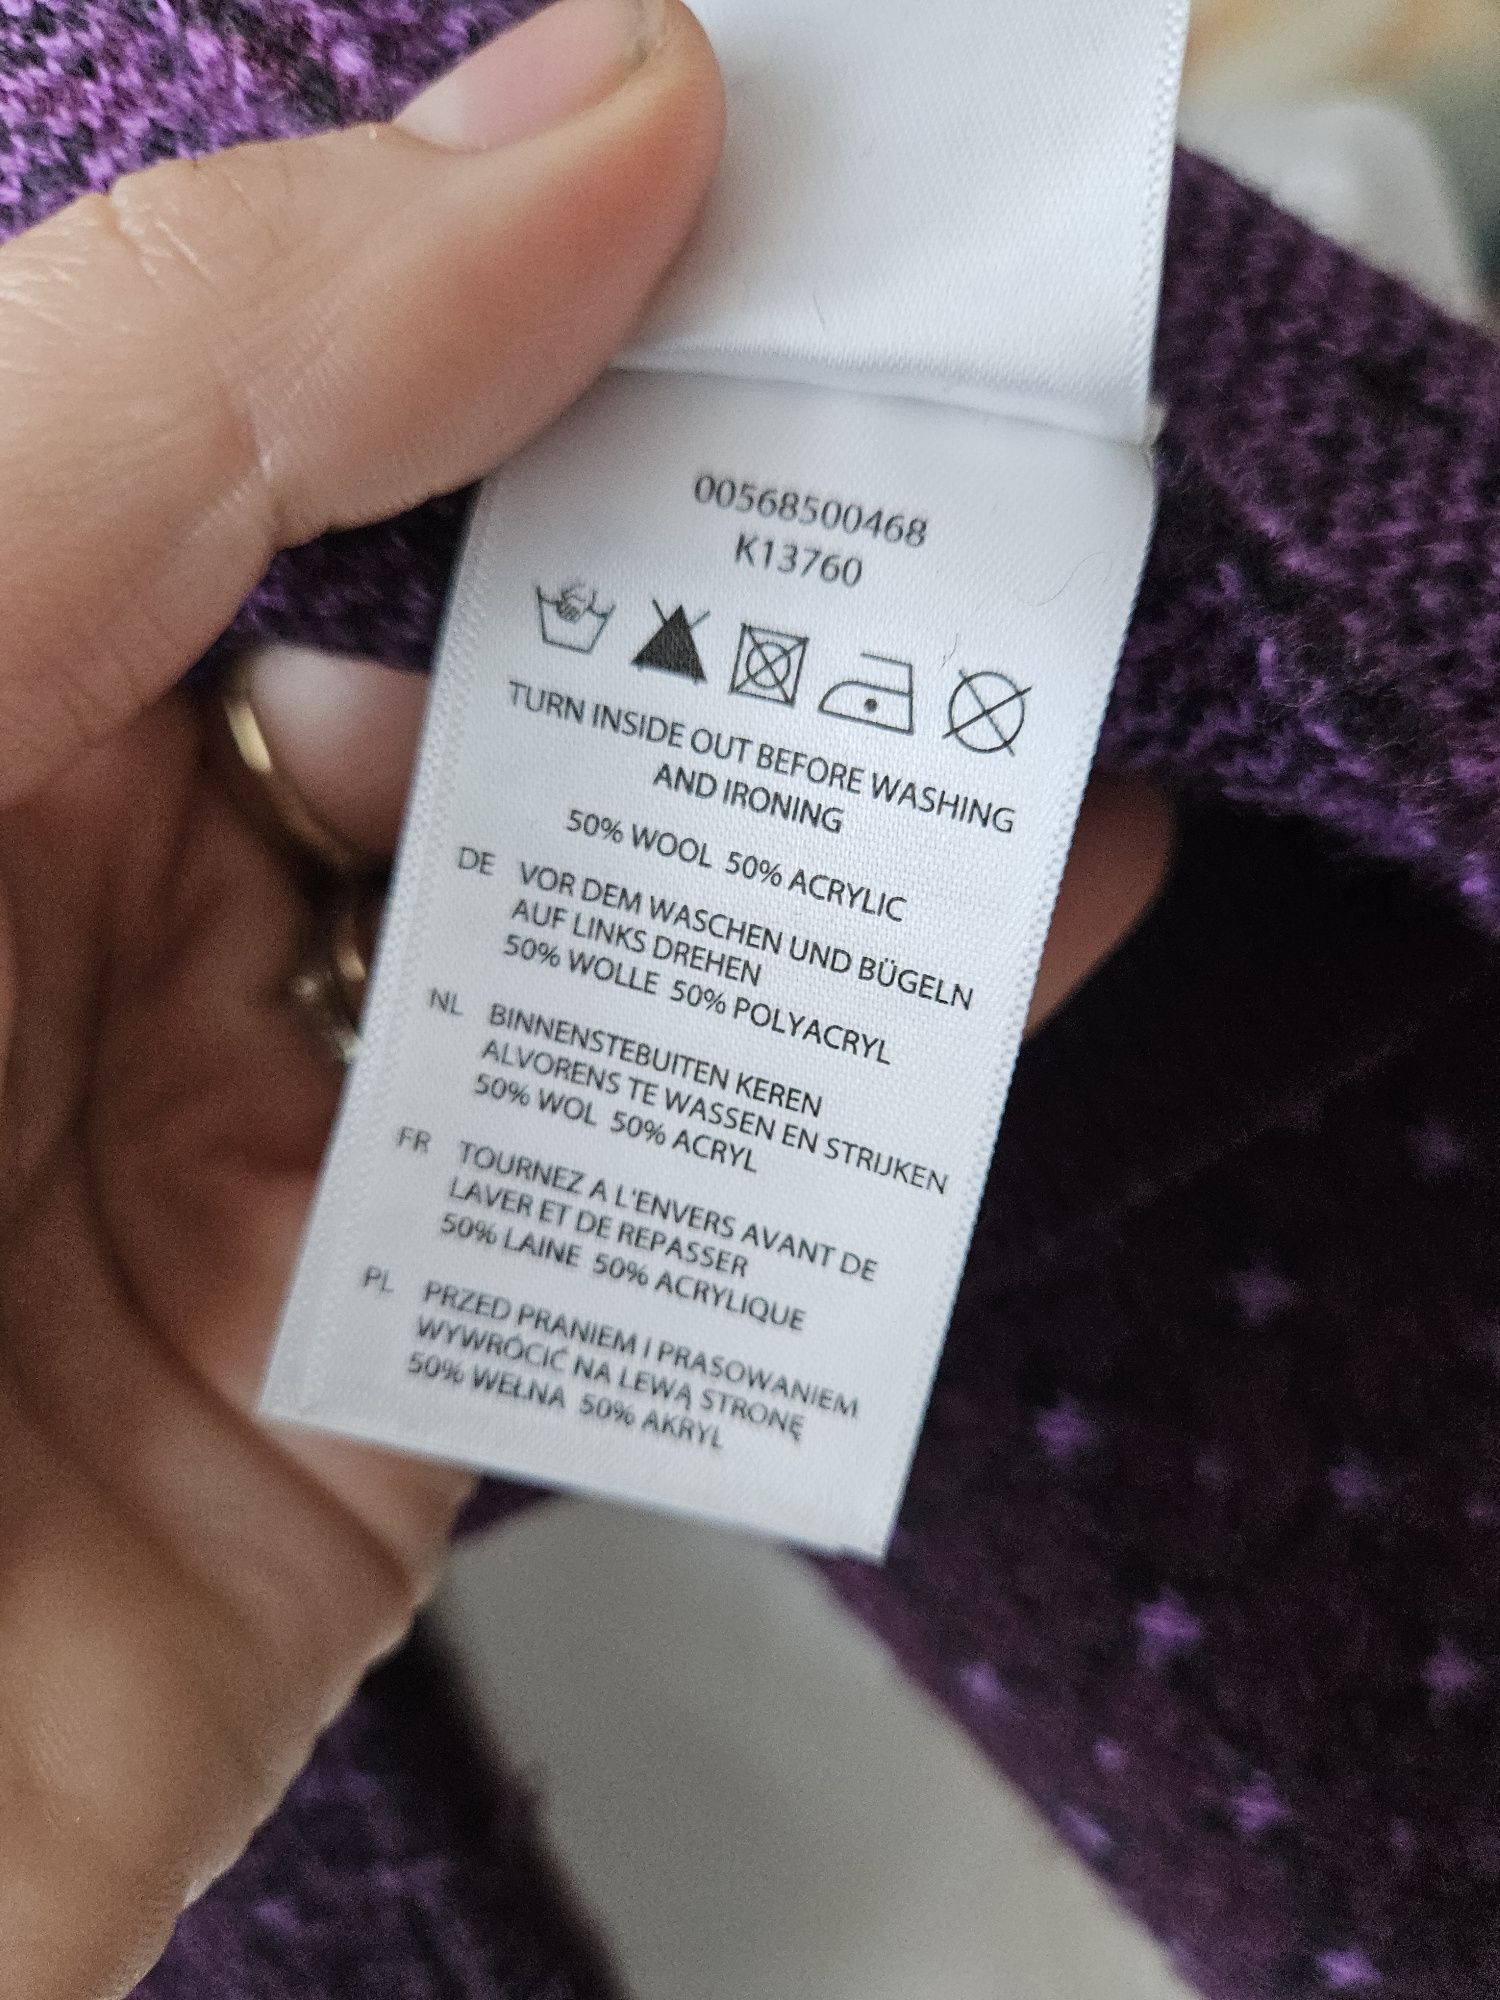 00568500468
K13760
TURN INSIDE OUT BEFORE WASHING
AND IRONING
50% WOOL 50% ACRYLIC
DE VOR DEM WASCHEN UND BÜGELN
AUF LINKS DREHEN
50% WOLLE 50% POLYACRYL
NL BINNENSTEBUITEN KEREN
ALVORENS TE WASSEN EN STRIJKEN
50% WOL 50% ACRYL
FR TOURNEZ A L'ENVERS AVANT DE
LAVER ET DE REPASSER
50% LAINE 50% ACRYLIQUE
PL PRZED PRANIEM I PRASOWANIEM
WYWRÓCIĆ NA LEWĄ STRONĘ
50% WEŁNA 50% AKRYL